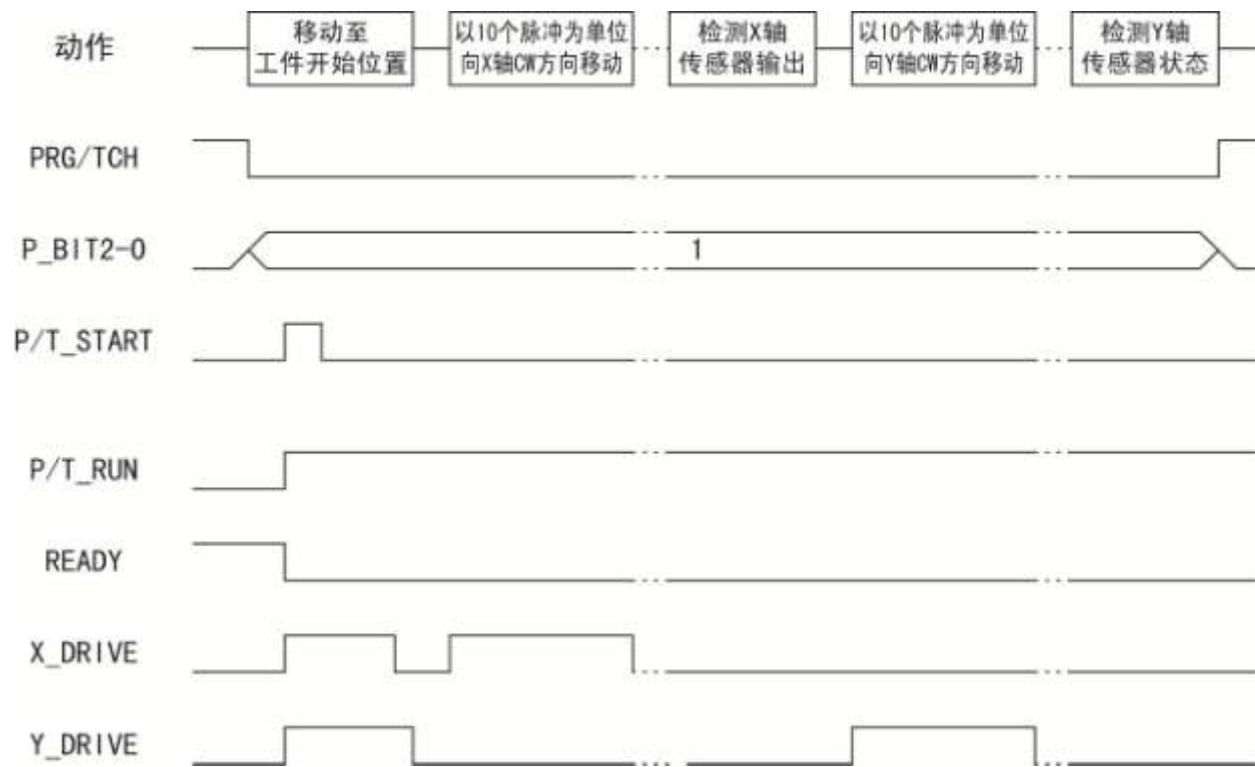 动作
移动至
工件开始位置
以10个脉冲为单位
向X轴CW方向移动
检测X轴
传感器输出
以10个脉冲为单位
向Y轴CW方向移动
检测Y轴
传感器状态
PRG/TCH
P_BIT2-0
1
P/T_START
P/T_RUN
READY
X_DRIVE
Y_DRIVE